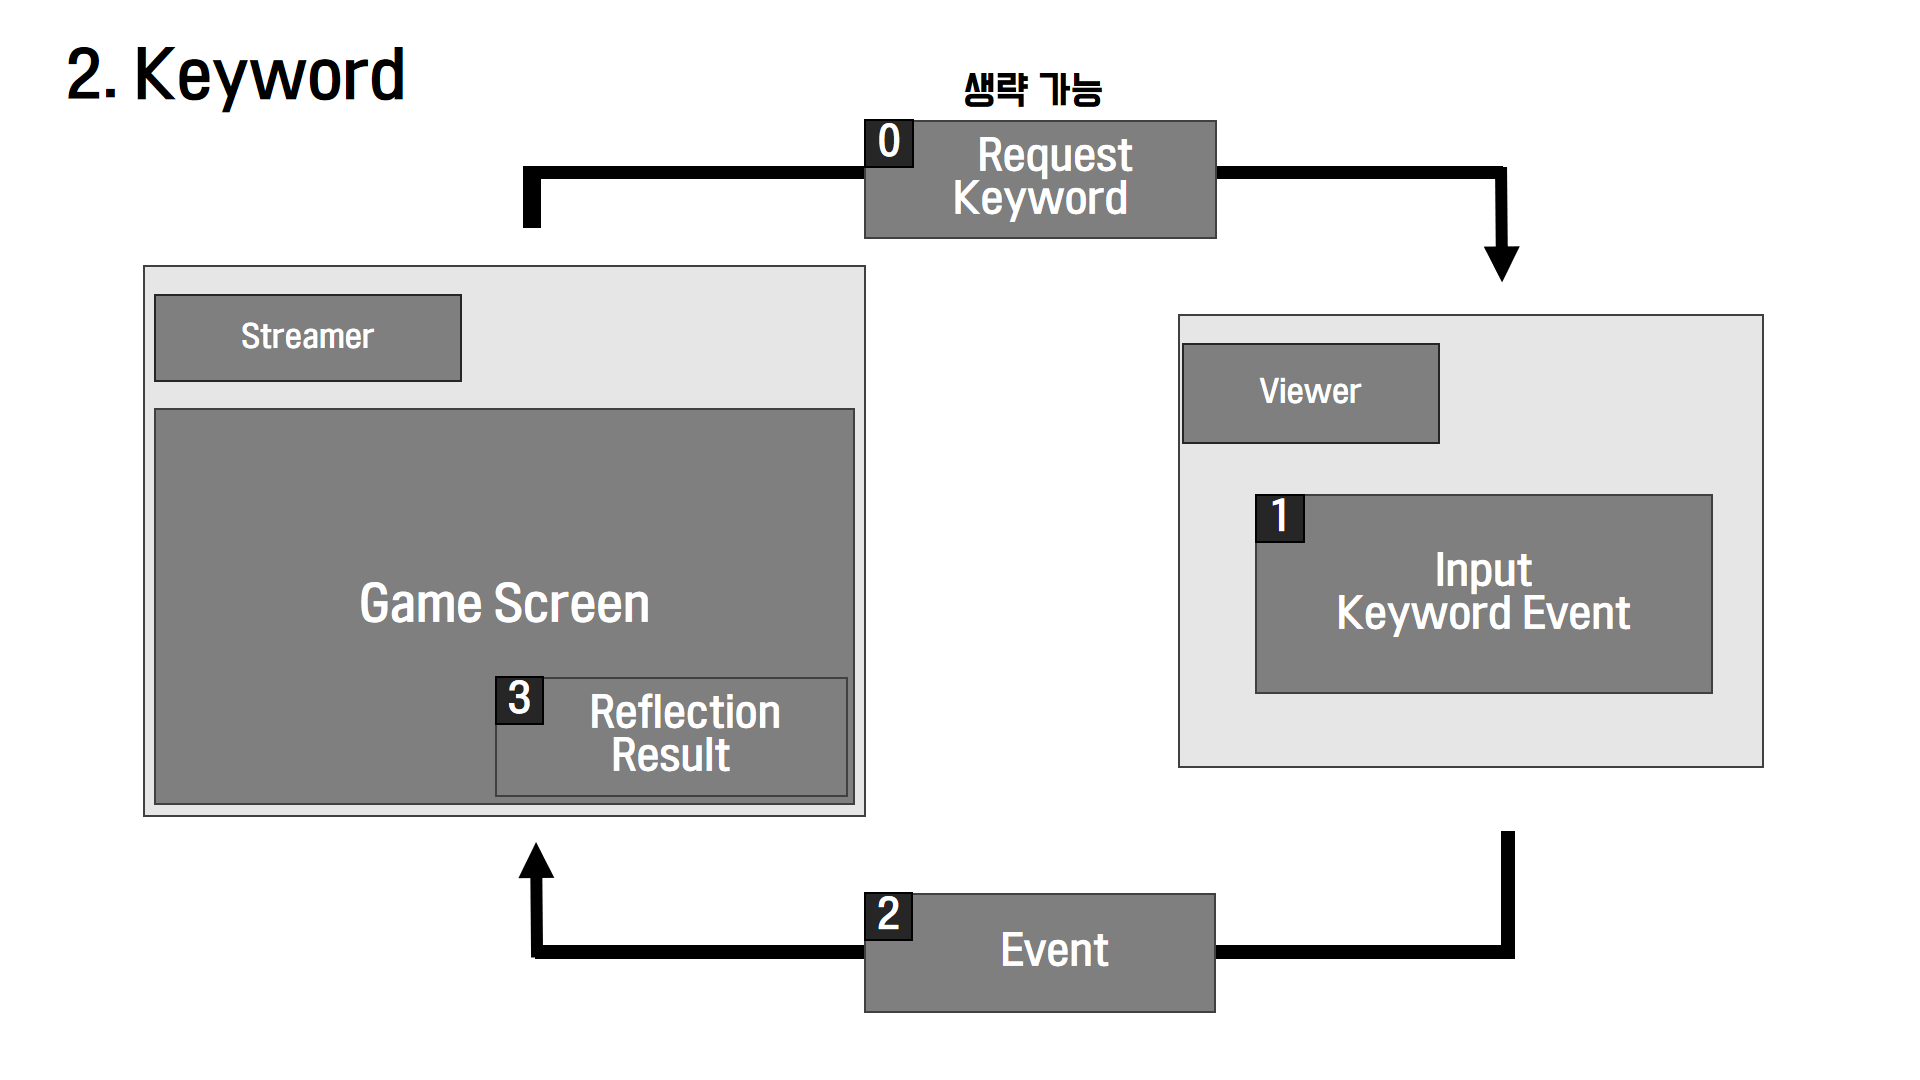 2. Keyword
생략 가능
0
Request
Keyword
Streamer
Game Screen
3
Reflection
Result
Viewer
1
Input
Keyword Event
2
Event